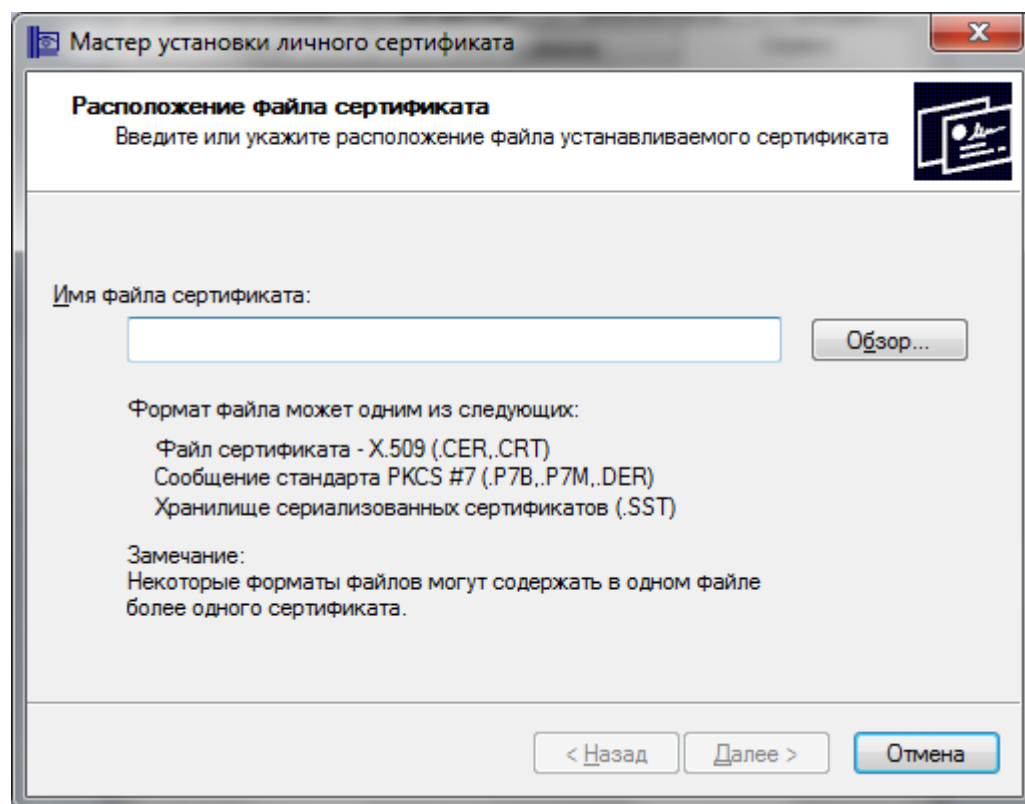 Мастер установки личного сертификата
Расположение файла сертификата
Введите или укажите расположение файла устанавливаемого сертификата
Имя файла сертификата:
Обзор...
Формат файла может одним из следующих:
Файл сертификата - X.509 (.CER,.CRT)
Сообщение стандарта PKCS #7 (.P7B,.P7M,.DER)
Хранилище сериализованных сертификатов (.SST)
Замечание:
Некоторые форматы файлов могут содержать в одном файле
более одного сертификата.
< Назад
Далее >
Отмена